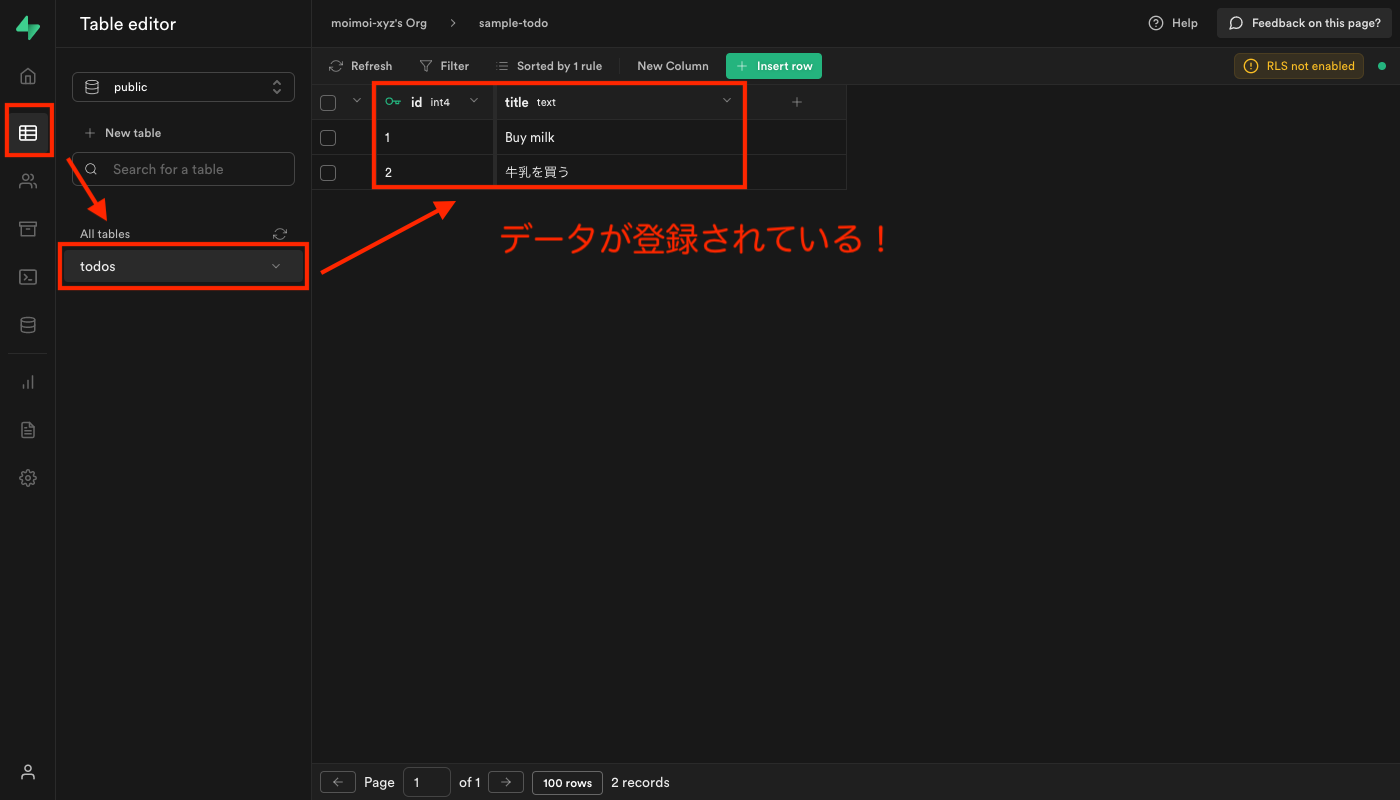 Table editor
moimoi-xyz's Org
sample-todo
Help
Feedback on this page?
public
New table
Search for a table
All tables
todos
Refresh
Filter
Sorted by 1 rule
New Column
Insert row
RLS not enabled
id int4
title text
1
Buy milk
2
牛乳を買う
データが登録されている！
Page 1 of 1
100 rows
2 records